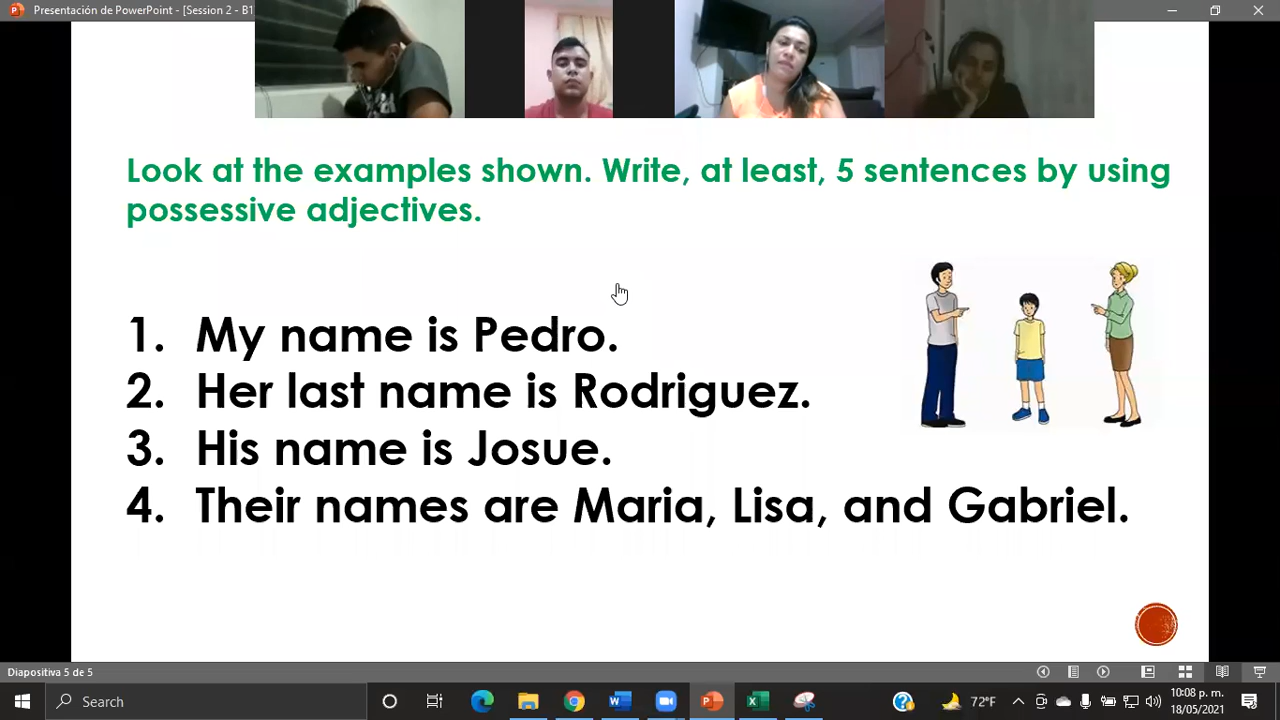 Presentación de PowerPoint - [Session 2 - B1
Look at the examples shown. Write, at least, 5 sentences by using
possessive adjectives.
1. My name is Pedro.
2. Her last name is Rodriguez.
3. His name is Josue.
4. Their names are Maria, Lisa, and Gabriel.
Diapositiva 5 de 5
Search
72°F
10:08 p. m.
18/05/2021